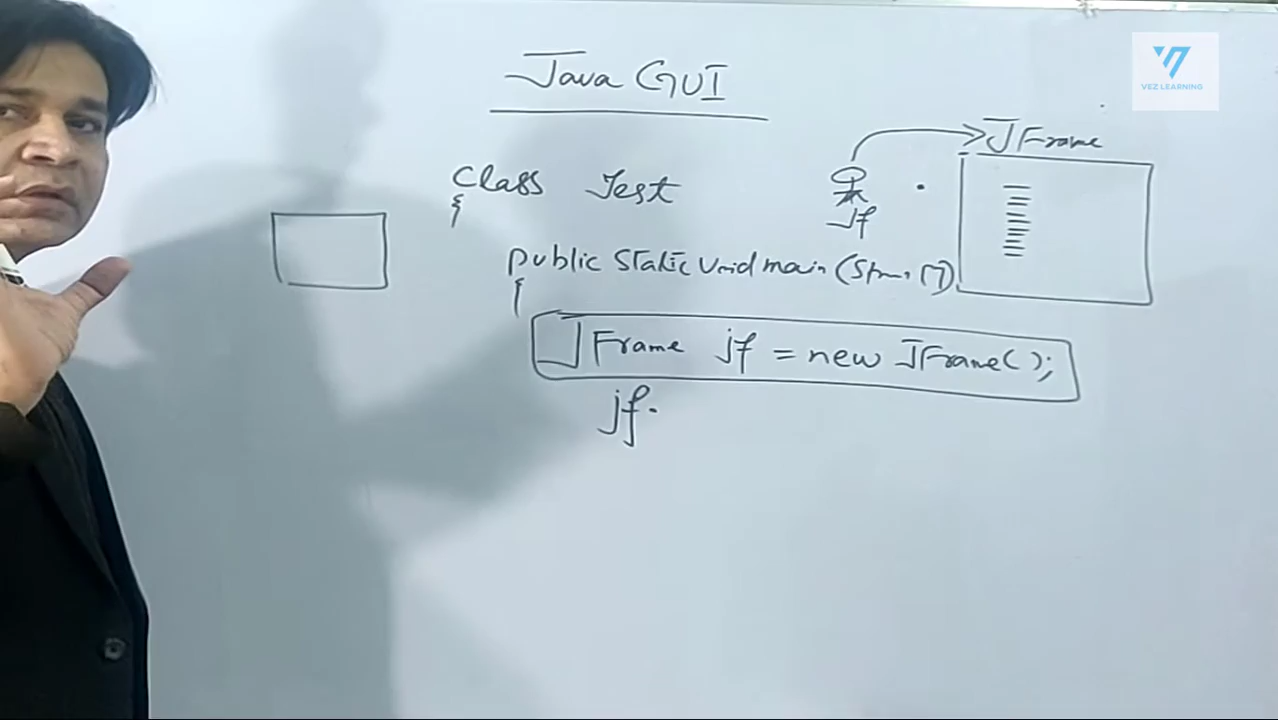 Java GUI
VEZ LEARNING
JFrame
Class Test
{
jf
public static void main (String [])
{
JFrame jf = new JFrame();
jf.